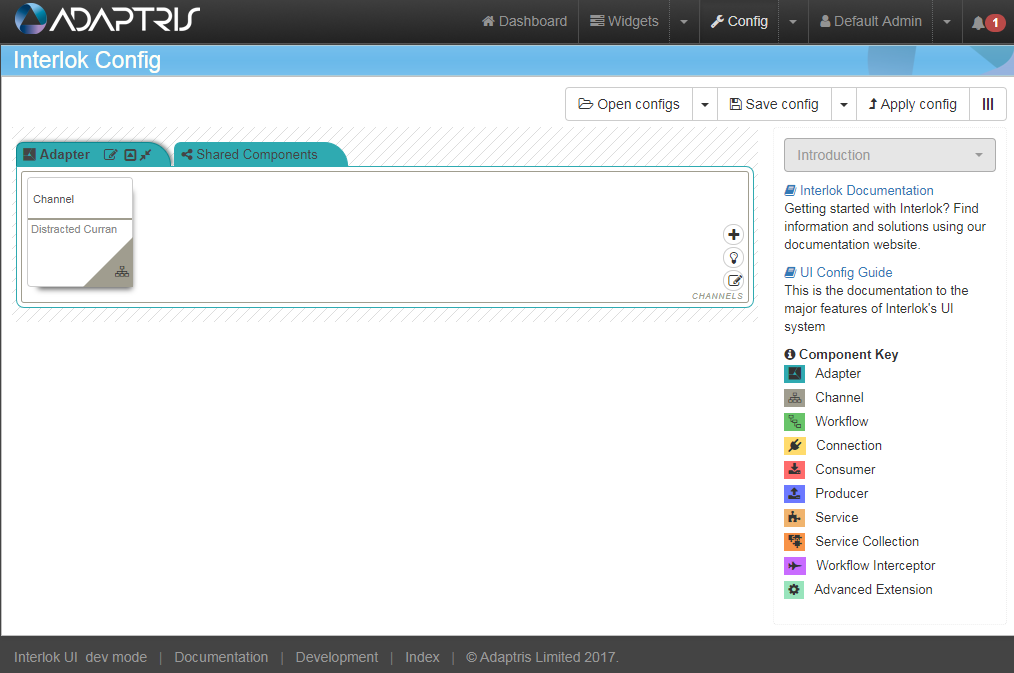 ADAPTRIS
Dashboard
Widgets
Config
Default Admin
1
Interlok Config
Open configs
Save config
Apply config
Adapter
Shared Components
Channel
Distracted Curran
CHANNELS
Introduction
Interlok Documentation
Getting started with Interlok? Find
information and solutions using our
documentation website.
UI Config Guide
This is the documentation to the
major features of Interlok's UI
system
Component Key
Adapter
Channel
Workflow
Connection
Consumer
Producer
Service
Service Collection
Workflow Interceptor
Advanced Extension
Interlok UI dev mode | Documentation | Development | Index | © Adaptris Limited 2017.